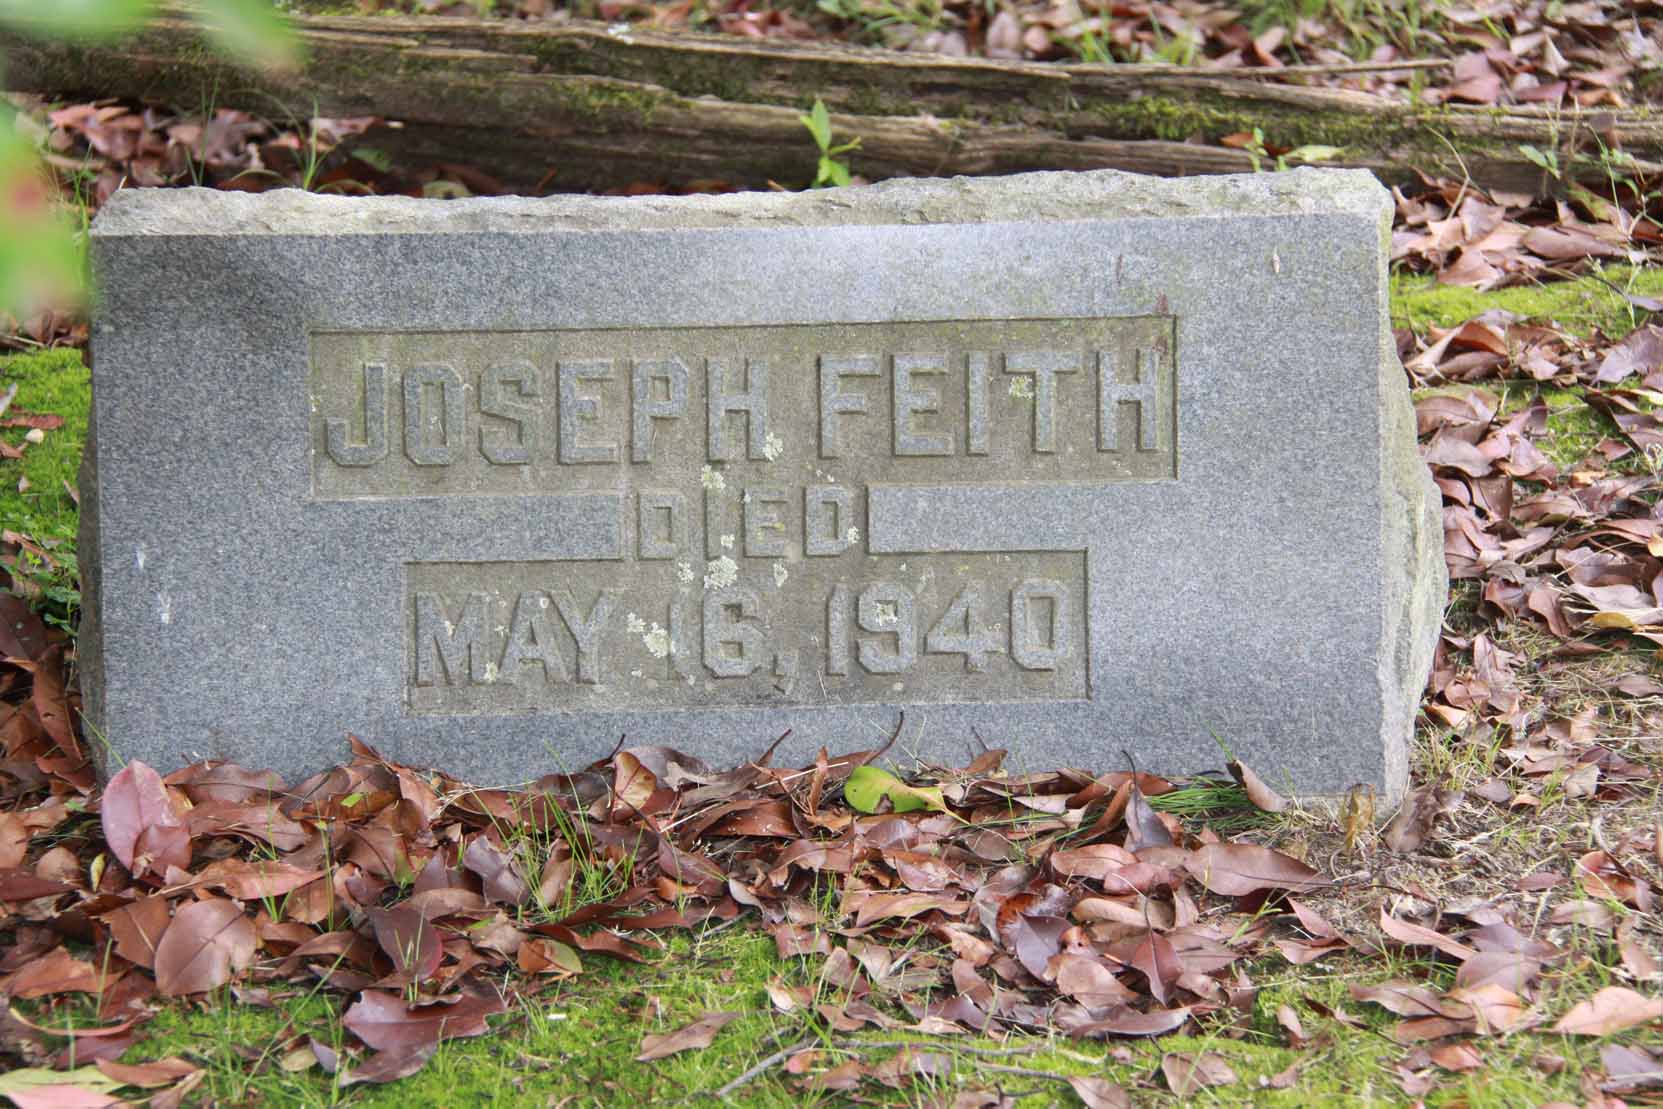 JOSEPH FEITH
DIED
MAY 16, 1940